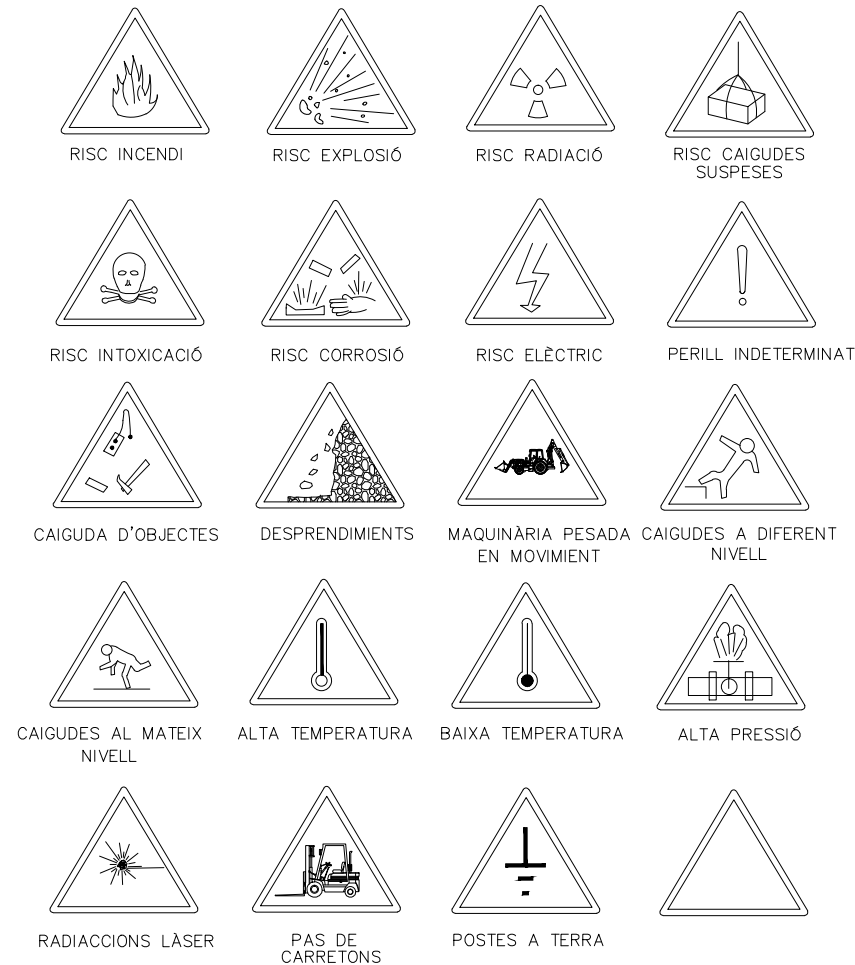 RISC INCENDI
RISC EXPLOSIÓ
RISC RADIACIÓ
RISC CAIGUDES
SUSPESES
RISC INTOXICACIÓ
RISC CORROSIÓ
RISC ELÈCTRIC
PERILL INDETERMINAT
CAIGUDA D'OBJECTES
DESPRENDIMIENTS
MAQUINÀRIA PESADA
EN MOVIMIENT
CAIGUDES A DIFERENT
NIVELL
CAIGUDES AL MATEIX
NIVELL
ALTA TEMPERATURA
BAIXA TEMPERATURA
ALTA PRESSIÓ
RADIACCIONS LÀSER
PAS DE
CARRETONS
POSTES A TERRA